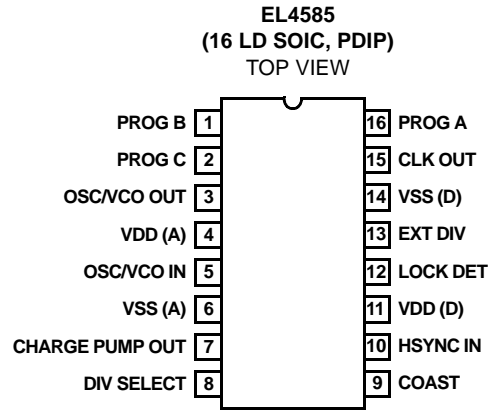 EL4585
(16 LD SOIC, PDIP)
TOP VIEW
PROG B 1 16 PROG A
PROG C 2 15 CLK OUT
OSC/VCO OUT 3 14 VSS (D)
VDD (A) 4 13 EXT DIV
OSC/VCO IN 5 12 LOCK DET
VSS (A) 6 11 VDD (D)
CHARGE PUMP OUT 7 10 HSYNC IN
DIV SELECT 8 9 COAST